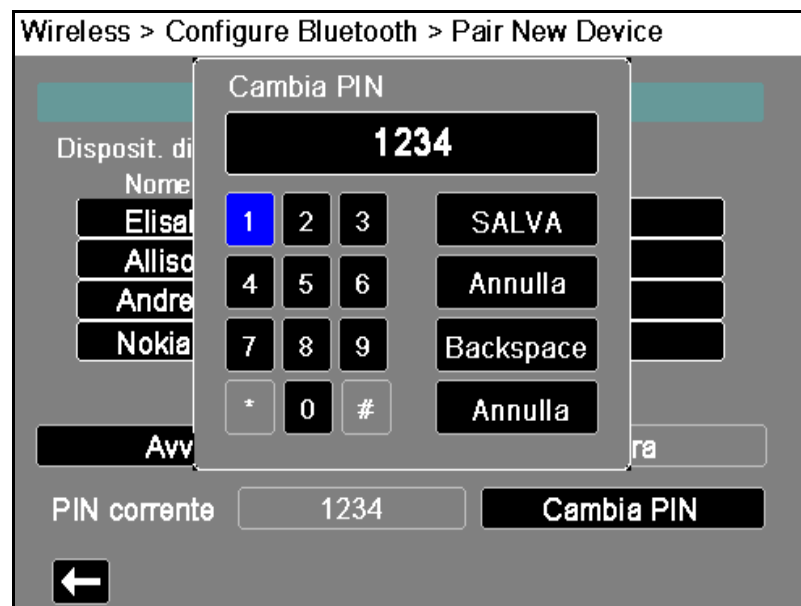 Wireless > Configure Bluetooth > Pair New Device
Cambia PIN
1234
Disposit. di
Nome
Elisal
Alliso
Andre
Nokia
1 2 3 SALVA
4 5 6 Annulla
7 8 9 Backspace
* 0 # Annulla
Avv ra
PIN corrente 1234 Cambia PIN